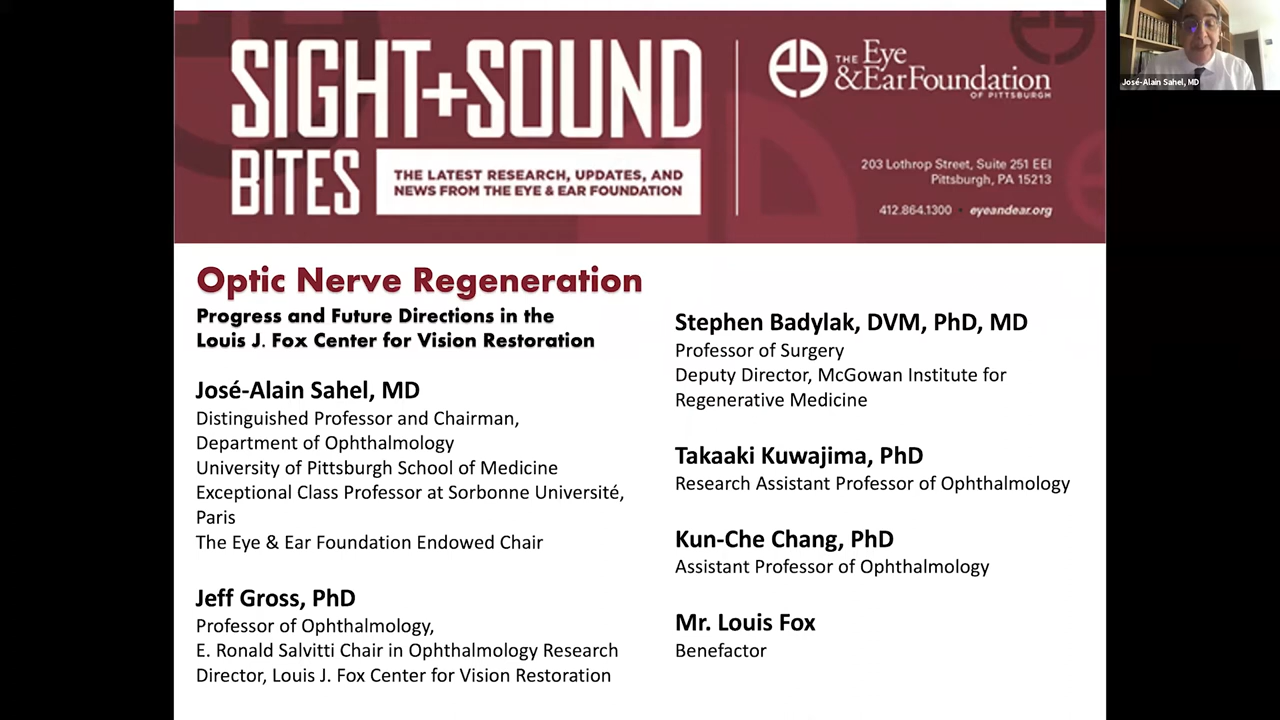 SIGHT+SOUND
BITES
THE LATEST RESEARCH, UPDATES, AND
NEWS FROM THE EYE & EAR FOUNDATION
THE Eye
&EarFoundation
OF PITTSBURGH
203 Lothrop Street, Suite 251 EEI
Pittsburgh, PA 15213
412.864.1300 • eyeandear.org
Optic Nerve Regeneration
Progress and Future Directions in the
Louis J. Fox Center for Vision Restoration
José-Alain Sahel, MD
Distinguished Professor and Chairman,
Department of Ophthalmology
University of Pittsburgh School of Medicine
Exceptional Class Professor at Sorbonne Université,
Paris
The Eye & Ear Foundation Endowed Chair
Jeff Gross, PhD
Professor of Ophthalmology,
E. Ronald Salvitti Chair in Ophthalmology Research
Director, Louis J. Fox Center for Vision Restoration
Stephen Badylak, DVM, PhD, MD
Professor of Surgery
Deputy Director, McGowan Institute for
Regenerative Medicine
Takaaki Kuwajima, PhD
Research Assistant Professor of Ophthalmology
Kun-Che Chang, PhD
Assistant Professor of Ophthalmology
Mr. Louis Fox
Benefactor
José-Alain Sahel, MD